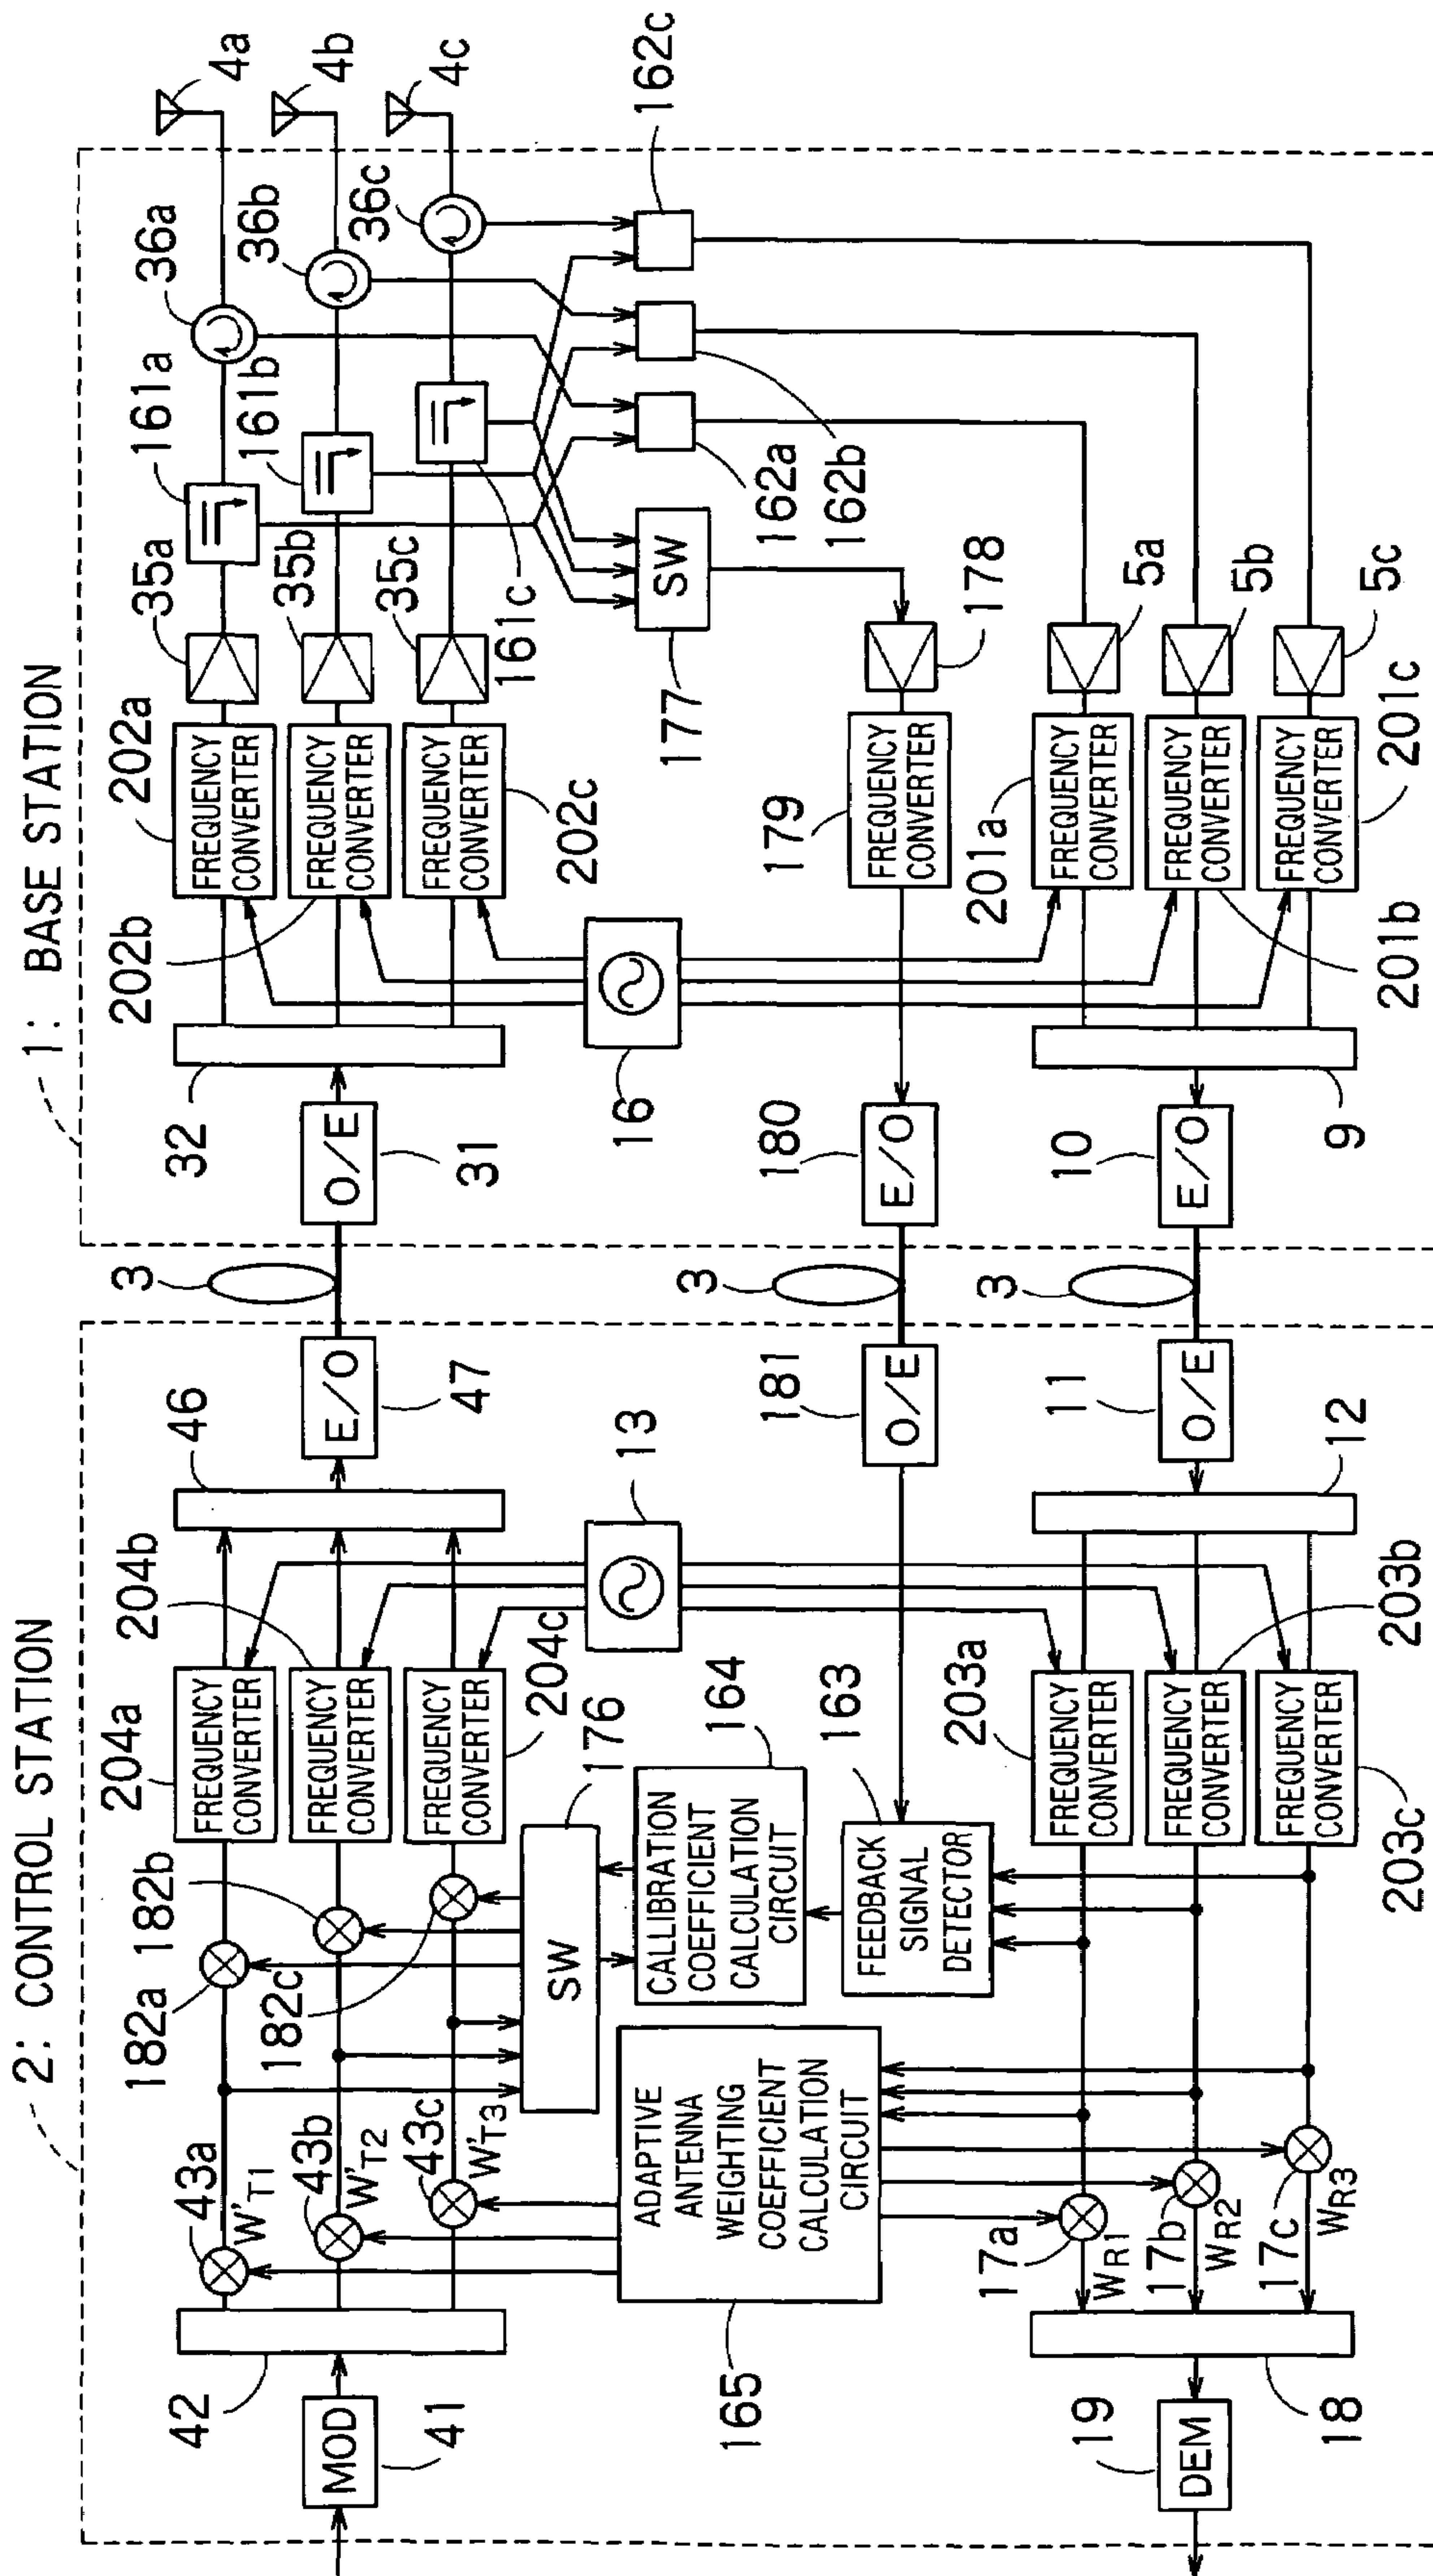 2: CONTROL STATION
1: BASE STATION
MOD
41
42
43a
W'T1
43b
W'T2
43c
W'T3
182a
182b
182c
204a
FREQUENCY
CONVERTER
204b
FREQUENCY
CONVERTER
204c
FREQUENCY
CONVERTER
46
E/O
47
3
O/E
31
32
202a
FREQUENCY
CONVERTER
202b
FREQUENCY
CONVERTER
202c
FREQUENCY
CONVERTER
35a
35b
35c
161a
161b
161c
36a
36b
36c
4a
4b
4c
SW
176
CALLIBRATION
COEFFICIENT
CALCULATION
CIRCUIT
164
FEEDBACK
SIGNAL
DETECTOR
163
ADAPTIVE
ANTENNA
WEIGHTING
COEFFICIENT
CALCULATION
CIRCUIT
165
13
16
181
O/E
3
180
E/O
179
FREQUENCY
CONVERTER
178
SW
177
162a
162b
162c
19
DEM
18
17a
WR1
17b
WR2
17c
WR3
203a
FREQUENCY
CONVERTER
203b
FREQUENCY
CONVERTER
203c
FREQUENCY
CONVERTER
12
11
O/E
3
10
E/O
9
201a
FREQUENCY
CONVERTER
201b
FREQUENCY
CONVERTER
201c
FREQUENCY
CONVERTER
5a
5b
5c